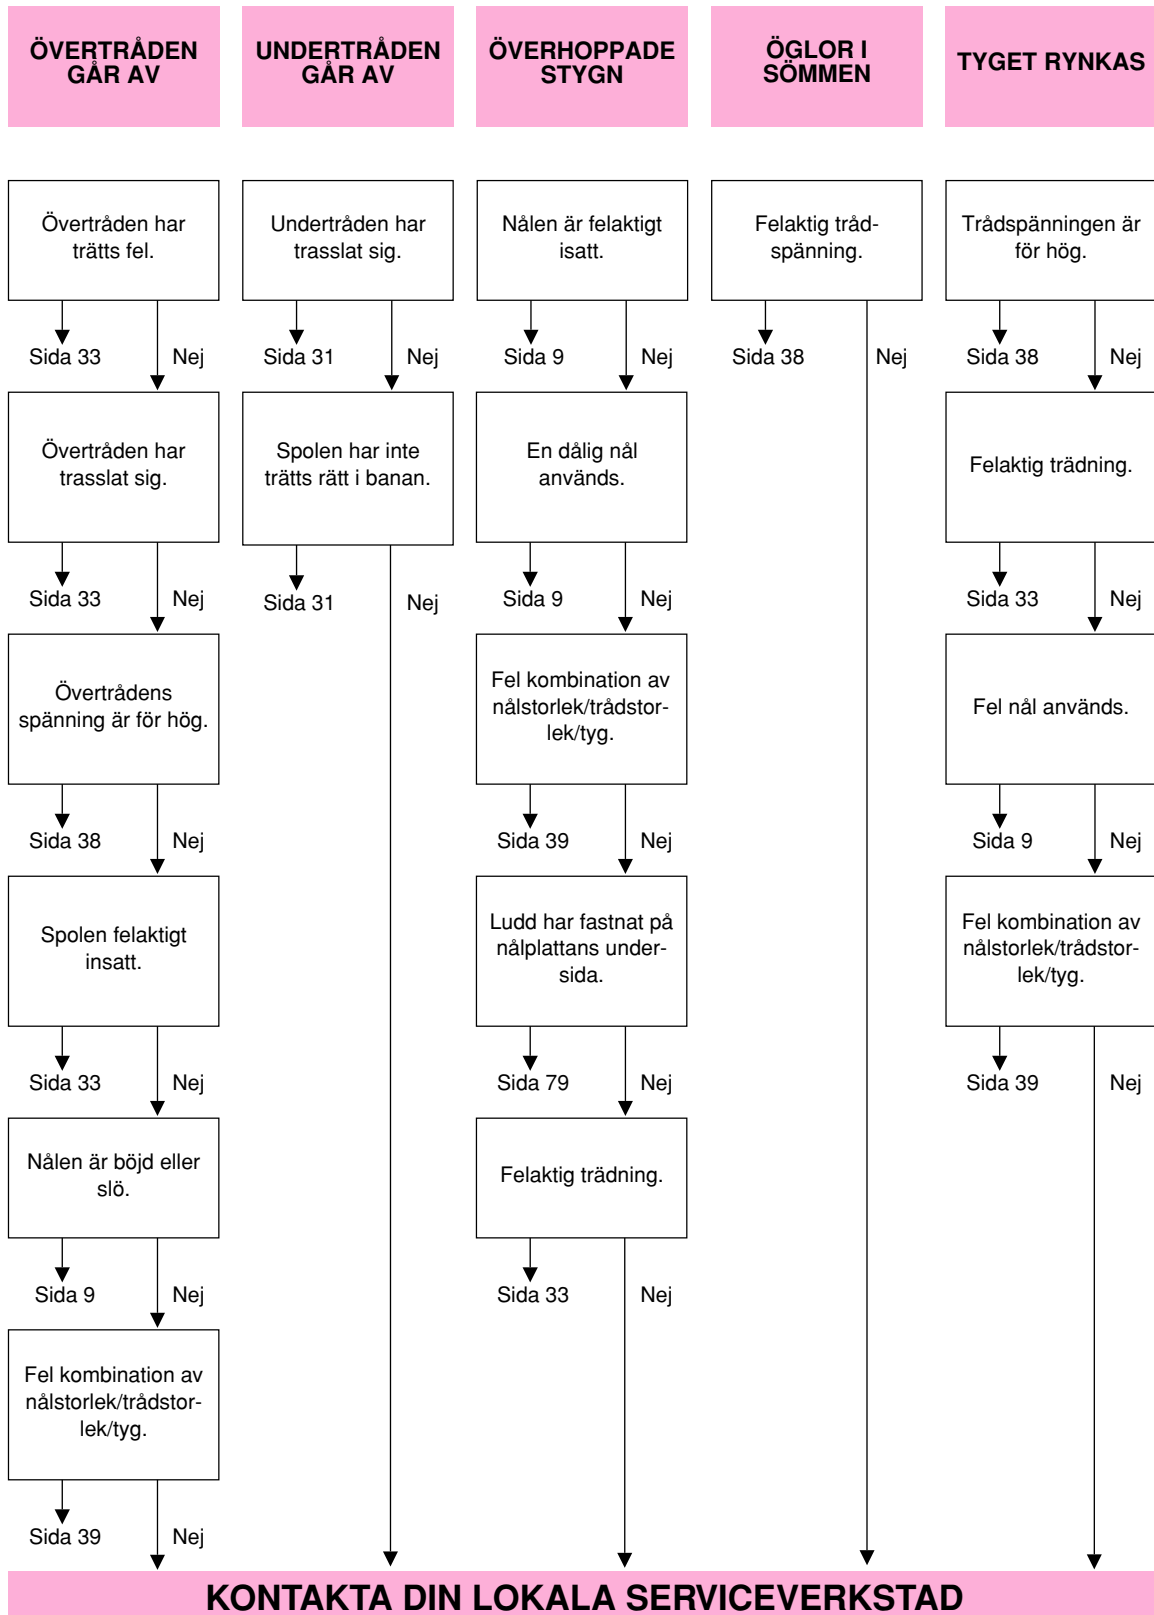 ÖVERTRÅDEN
GÅR AV
UNDERTRÅDEN
GÅR AV
ÖVERHOPPADE
STYGN
ÖGLOR I
SÖMMEN
TYGET RYNKAS
Övertråden har
trätts fel.
Sida 33
Nej
Övertråden har
trasslat sig.
Sida 33
Nej
Övertrådens
spänning är för hög.
Sida 38
Nej
Spolen felaktigt
insatt.
Sida 33
Nej
Nålen är böjd eller
slö.
Sida 9
Nej
Fel kombination av
nålstorlek/trådstor-
lek/tyg.
Sida 39
Nej
Undertråden har
trasslat sig.
Sida 31
Nej
Spolen har inte
trätts rätt i banan.
Sida 31
Nej
Nålen är felaktigt
isatt.
Sida 9
Nej
En dålig nål
används.
Sida 9
Nej
Fel kombination av
nålstorlek/trådstor-
lek/tyg.
Sida 39
Nej
Ludd har fastnat på
nålplattans under-
sida.
Sida 79
Nej
Felaktig trädning.
Sida 33
Nej
Felaktig tråd-
spänning.
Sida 38
Nej
Trådspänningen är
för hög.
Sida 38
Nej
Felaktig trädning.
Sida 33
Nej
Fel nål används.
Sida 9
Nej
Fel kombination av
nålstorlek/trådstor-
lek/tyg.
Sida 39
Nej
KONTAKTA DIN LOKALA SERVICEVERKSTAD